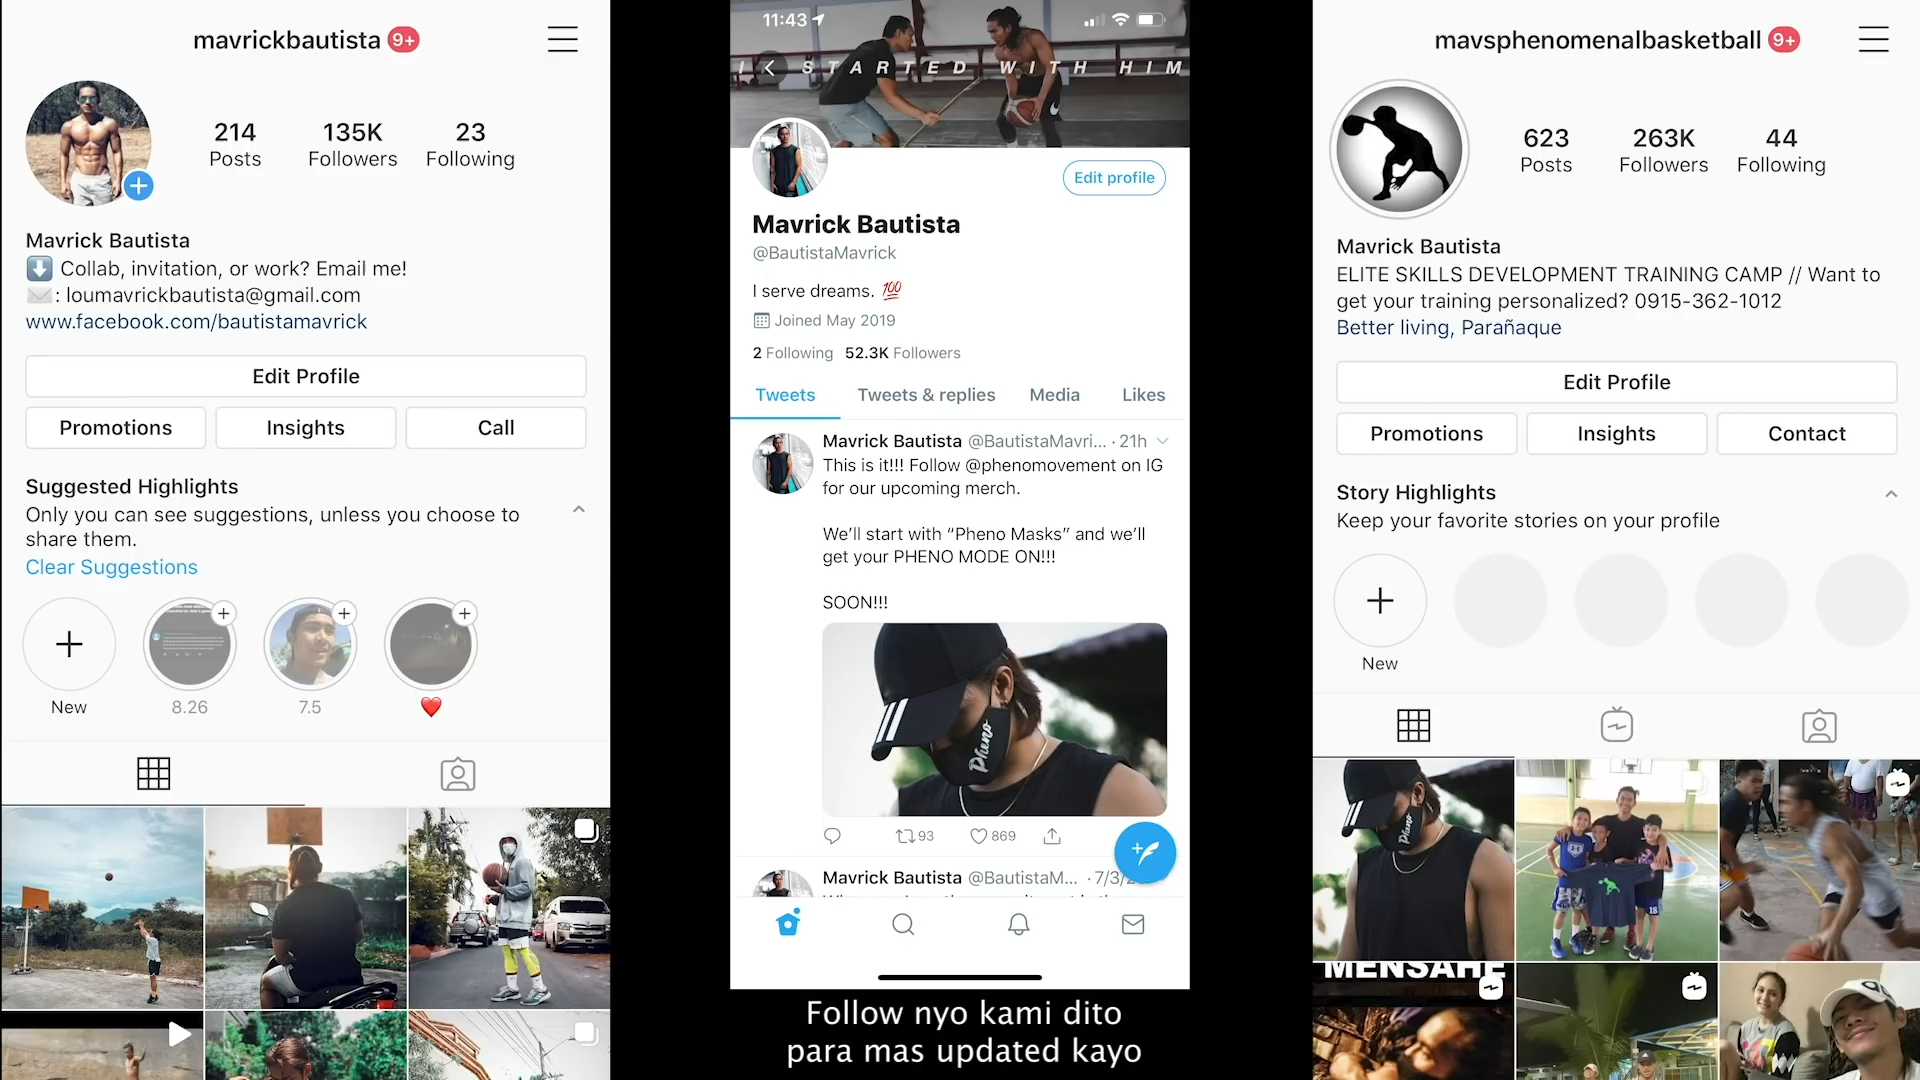 mavrickbautista 9+
214
Posts
135K
Followers
23
Following
Mavrick Bautista
Collab, invitation, or work? Email me!
: loumavrickbautista@gmail.com
www.facebook.com/bautistamavrick
Edit Profile
Promotions
Insights
Call
Suggested Highlights
Only you can see suggestions, unless you choose to
share them.
Clear Suggestions
New
8.26
7.5
11:43
I STARTED WITH HIM
Edit profile
Mavrick Bautista
@BautistaMavrick
I serve dreams. 💯
Joined May 2019
2 Following 52.3K Followers
Tweets
Tweets & replies
Media
Likes
Mavrick Bautista @BautistaMavri... · 21h
This is it!!! Follow @phenomovement on IG
for our upcoming merch.
We'll start with “Pheno Masks” and we'll
get your PHENO MODE ON!!!
SOON!!!
Pheno
93
869
Mavrick Bautista @BautistaM... · 7/3/2
Follow nyo kami dito
para mas updated kayo
mavsphenomenalbasketball 9+
623
Posts
263K
Followers
44
Following
Mavrick Bautista
ELITE SKILLS DEVELOPMENT TRAINING CAMP // Want to
get your training personalized? 0915-362-1012
Better living, Parañaque
Edit Profile
Promotions
Insights
Contact
Story Highlights
Keep your favorite stories on your profile
New
Pheno
MENSAHE